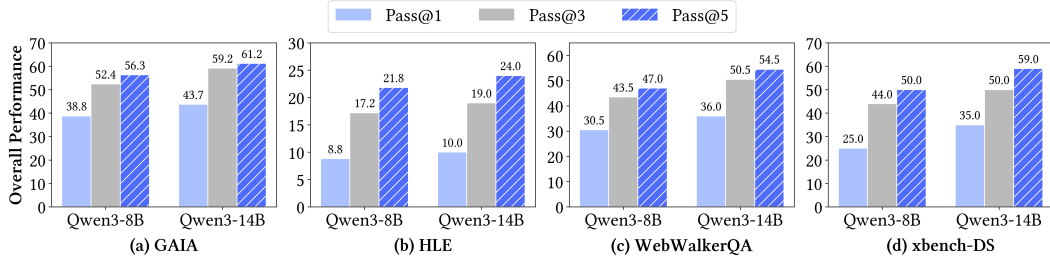 Pass@1 Pass@3 Pass@5
Overall Performance
70
60
50
40
30
20
10
0
38.8 52.4 56.3 43.7 59.2 61.2
Qwen3-8B Qwen3-14B
(a) GAIA
30
25
20
15
10
5
0
8.8 17.2 21.8 10.0 19.0 24.0
Qwen3-8B Qwen3-14B
(b) HLE
60
50
40
30
20
10
0
30.5 43.5 47.0 36.0 50.5 54.5
Qwen3-8B Qwen3-14B
(c) WebWalkerQA
70
60
50
40
30
20
10
0
25.0 44.0 50.0 35.0 50.0 59.0
Qwen3-8B Qwen3-14B
(d) xbench-DS